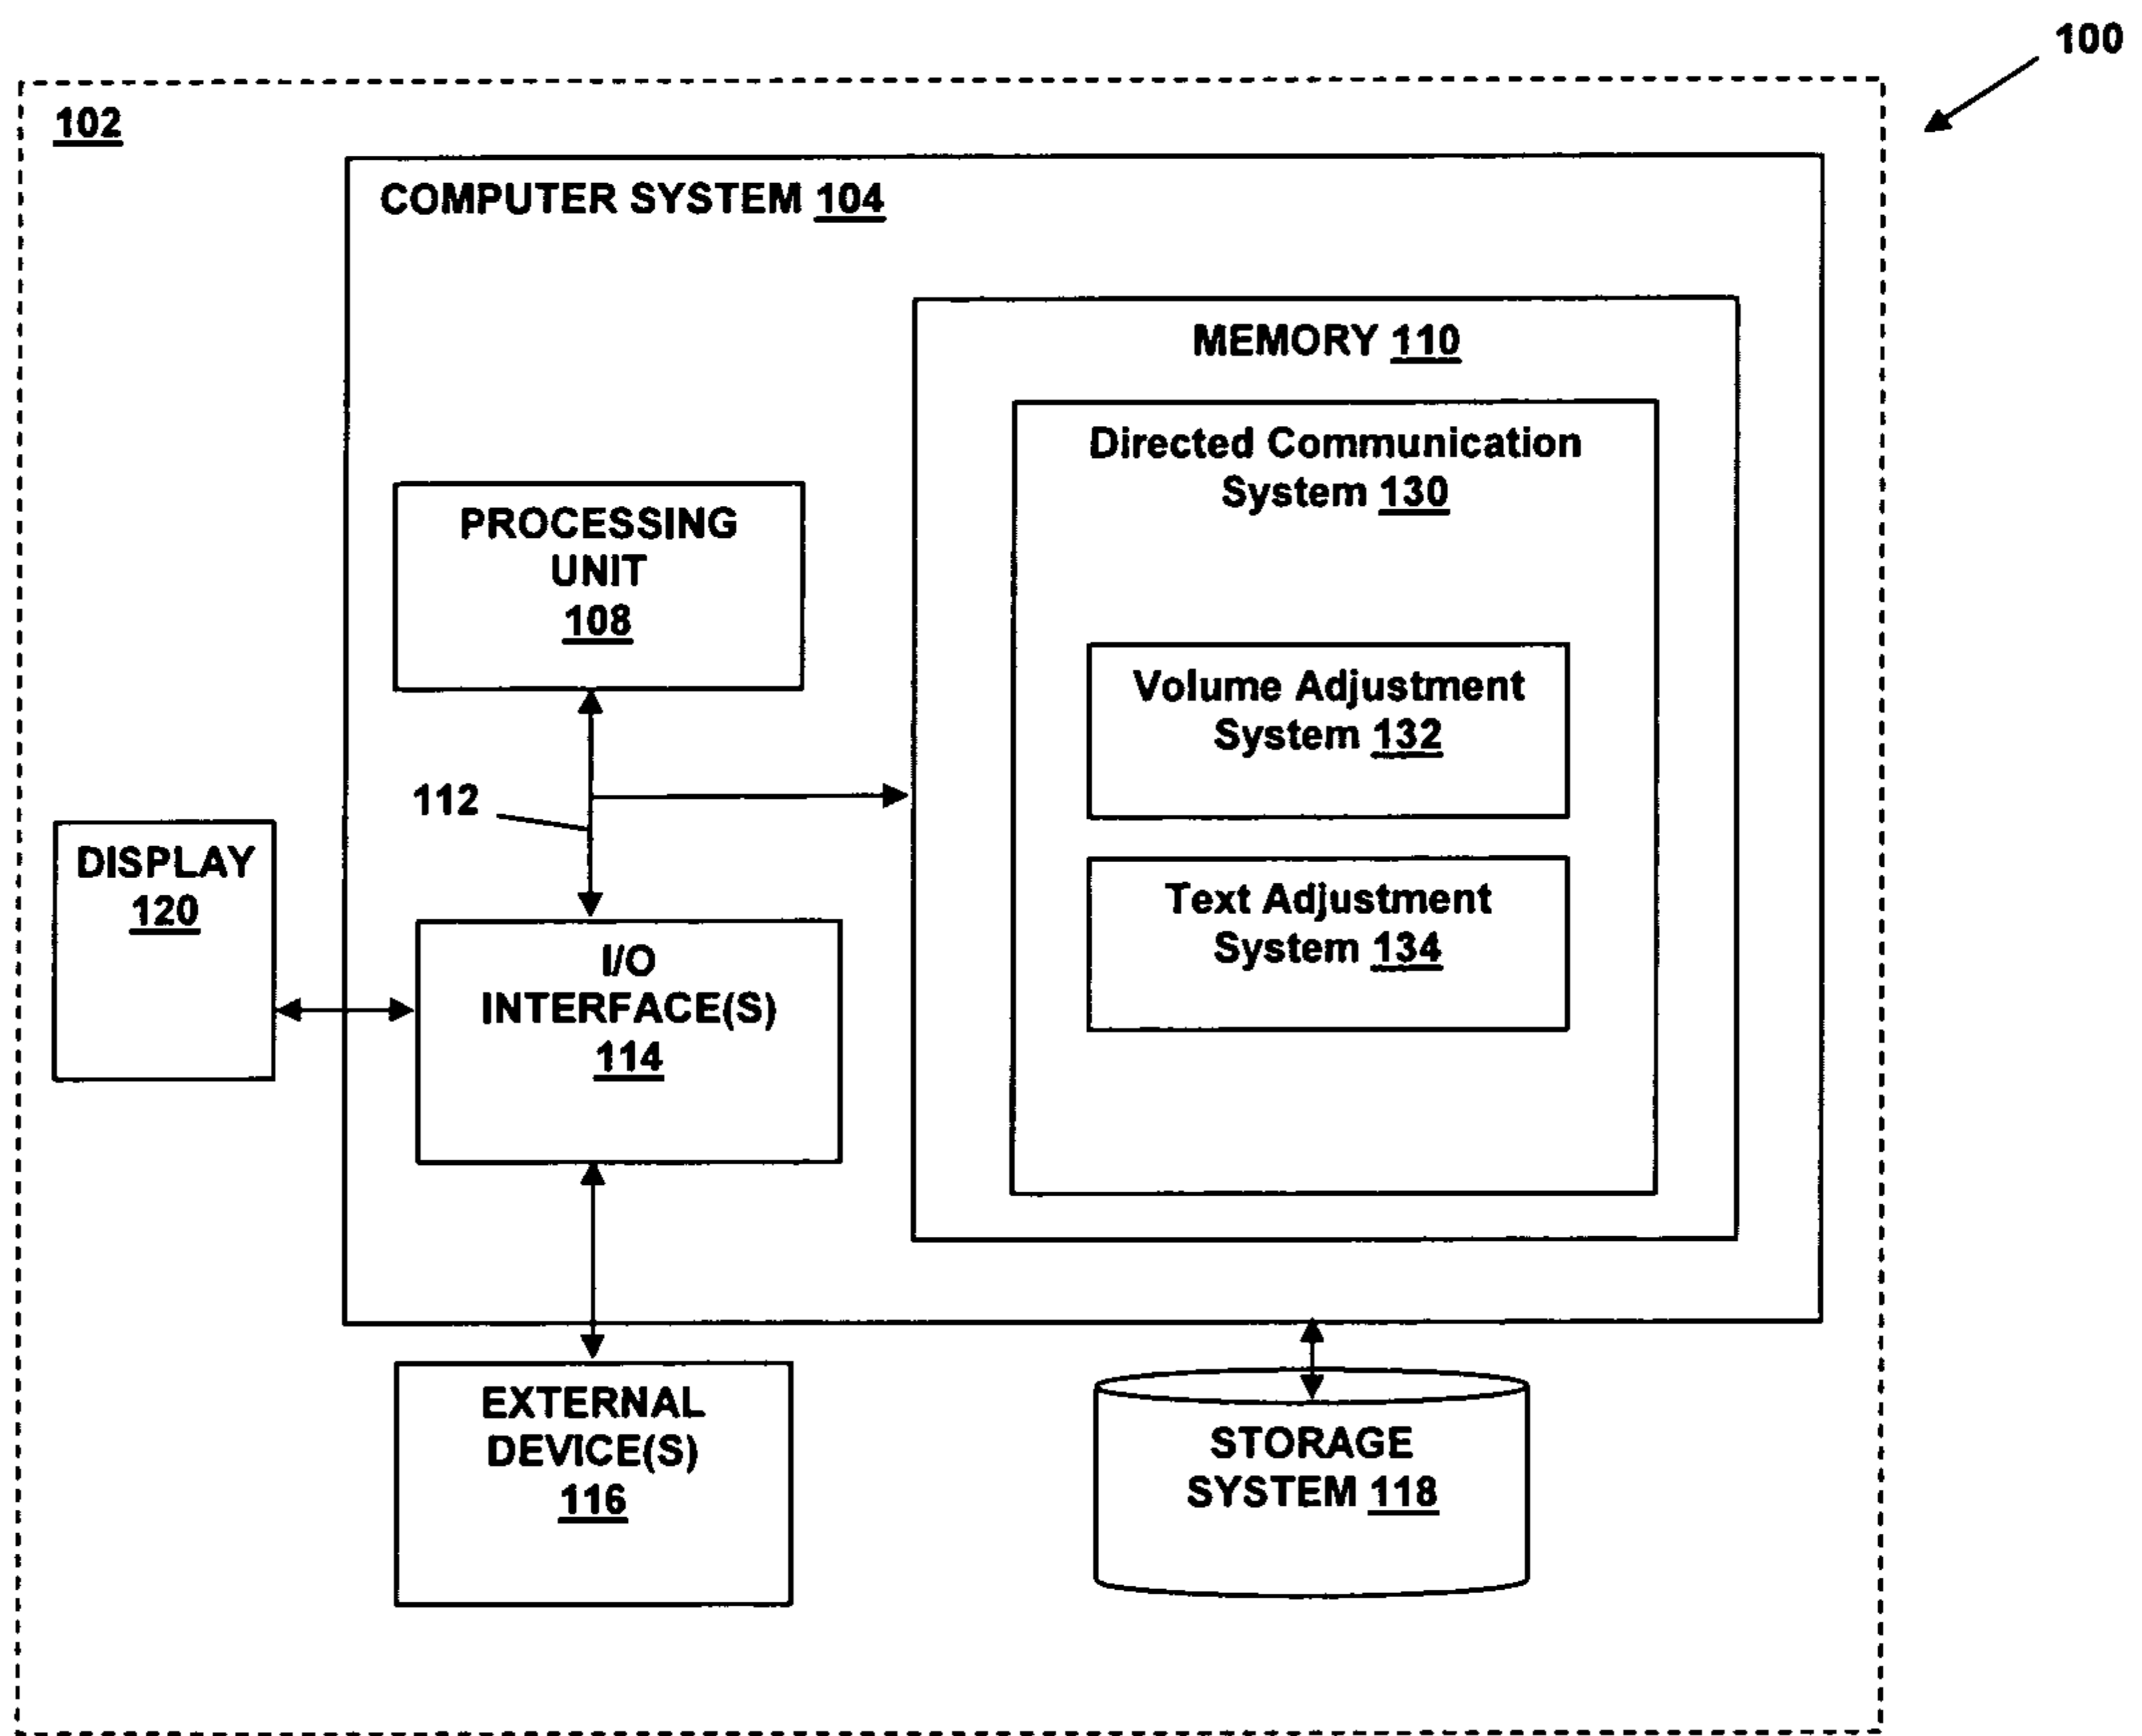 100
102
COMPUTER SYSTEM 104
MEMORY 110
Directed Communication
System 130
PROCESSING
UNIT
108
Volume Adjustment
System 132
112
DISPLAY
120
Text Adjustment
System 134
I/O
INTERFACE(S)
114
EXTERNAL
DEVICE(S)
116
STORAGE
SYSTEM 118